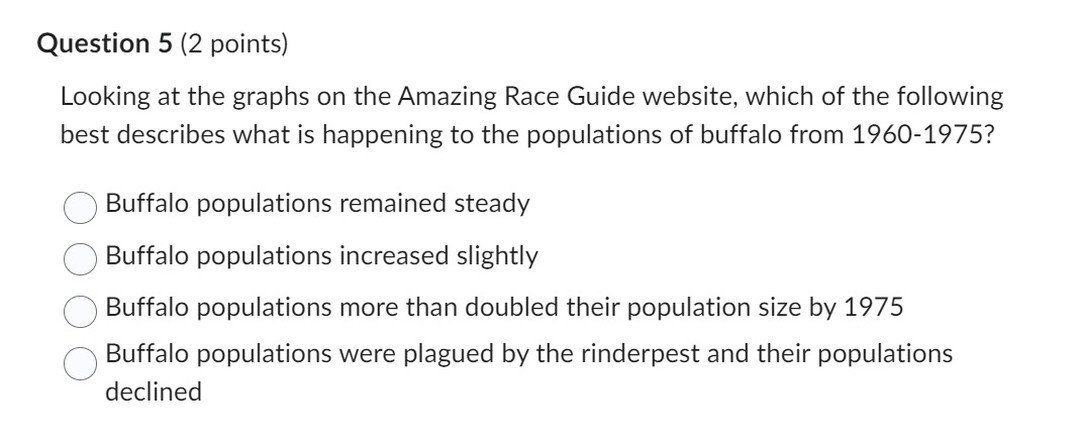 Question 5 (2 points)
Looking at the graphs on the Amazing Race Guide website, which of the following
best describes what is happening to the populations of buffalo from 1960-1975?
Buffalo populations remained steady
Buffalo populations increased slightly
Buffalo populations more than doubled their population size by 1975
Buffalo populations were plagued by the rinderpest and their populations
declined